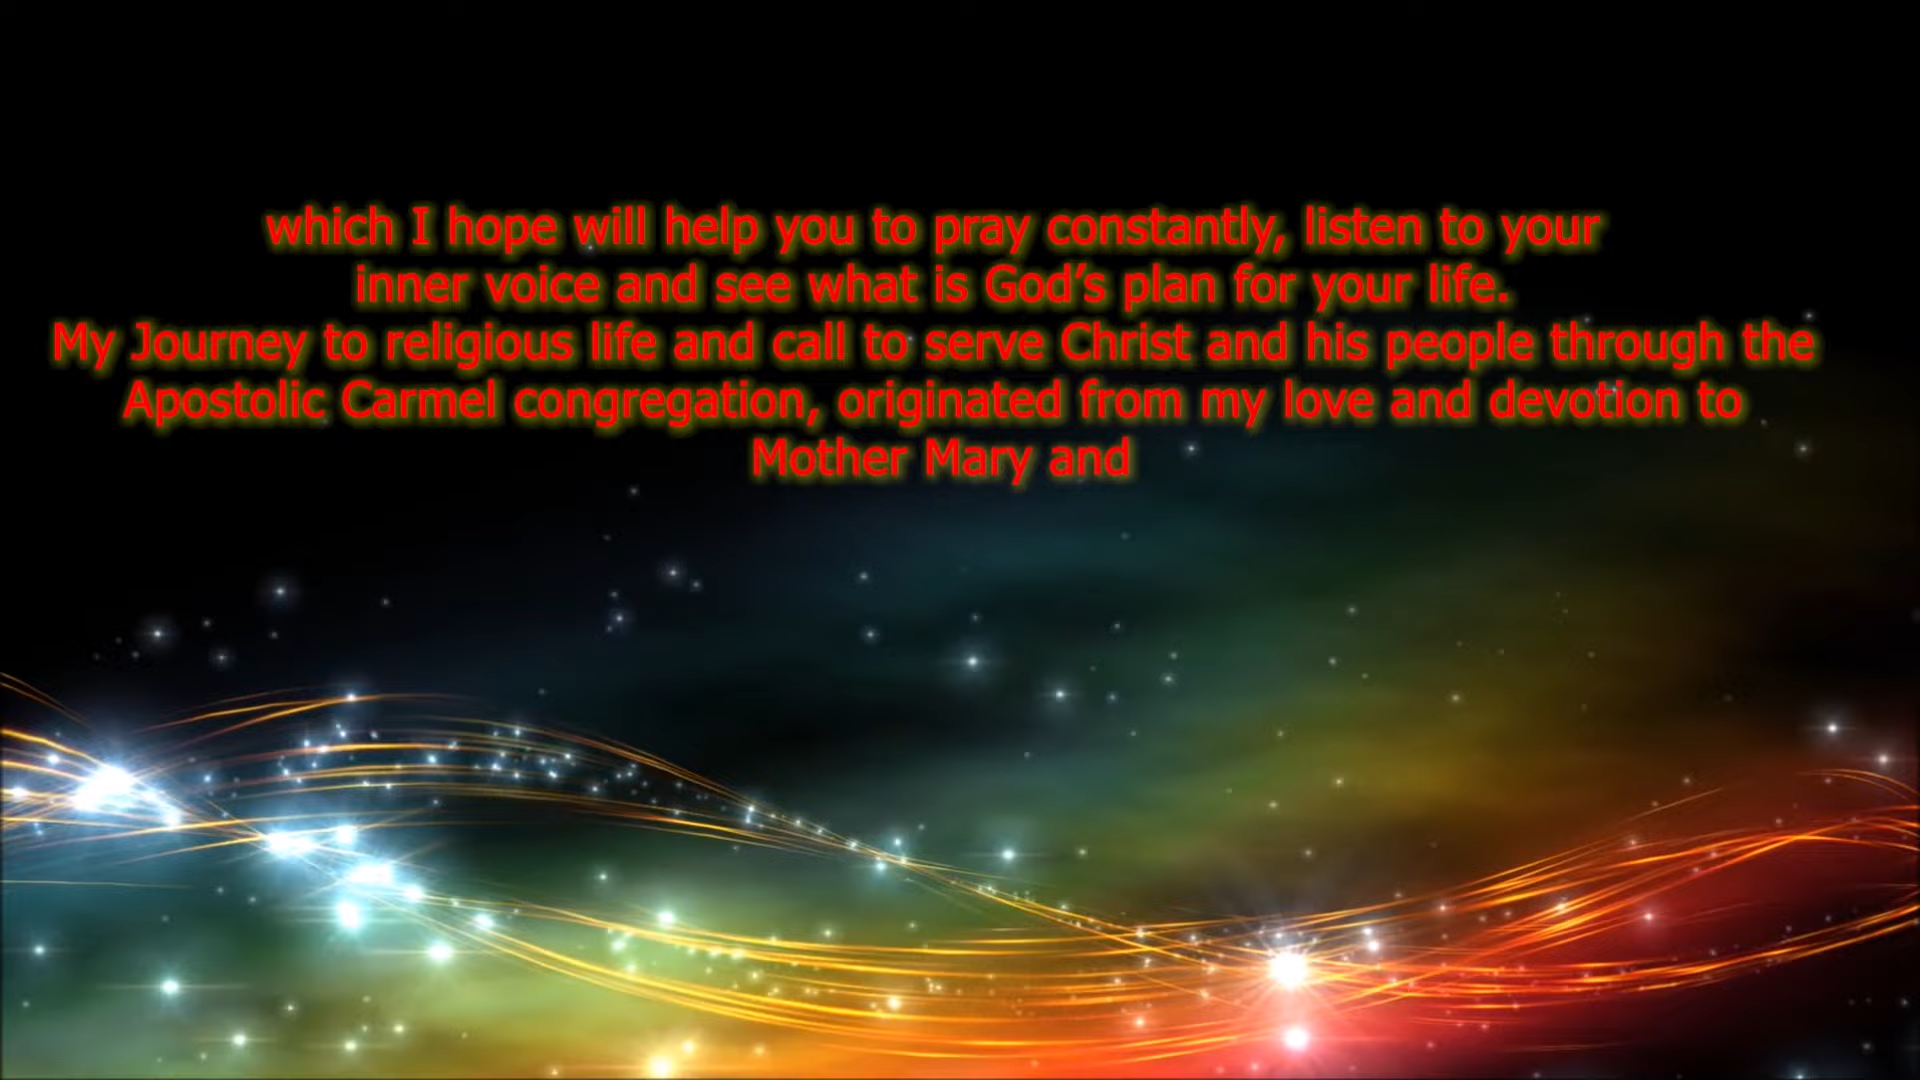 which I hope will help you to pray constantly, listen to your
inner voice and see what is God’s plan for your life.
My Journey to religious life and call to serve Christ and his people through the
Apostolic Carmel congregation, originated from my love and devotion to
Mother Mary and